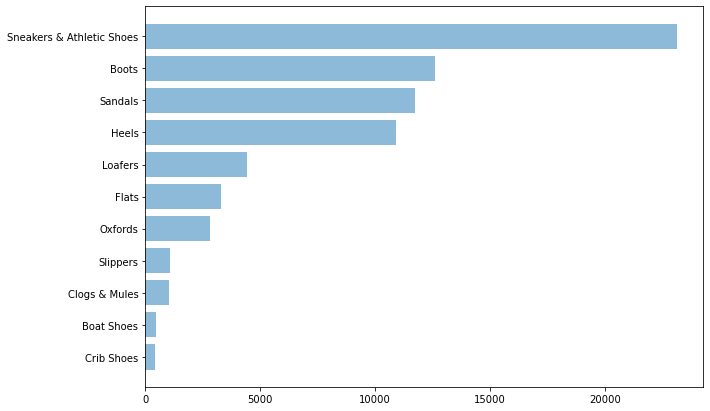 Sneakers & Athletic Shoes
Boots
Sandals
Heels
Loafers
Flats
Oxfords
Slippers
Clogs & Mules
Boat Shoes
Crib Shoes
0 5000 10000 15000 20000